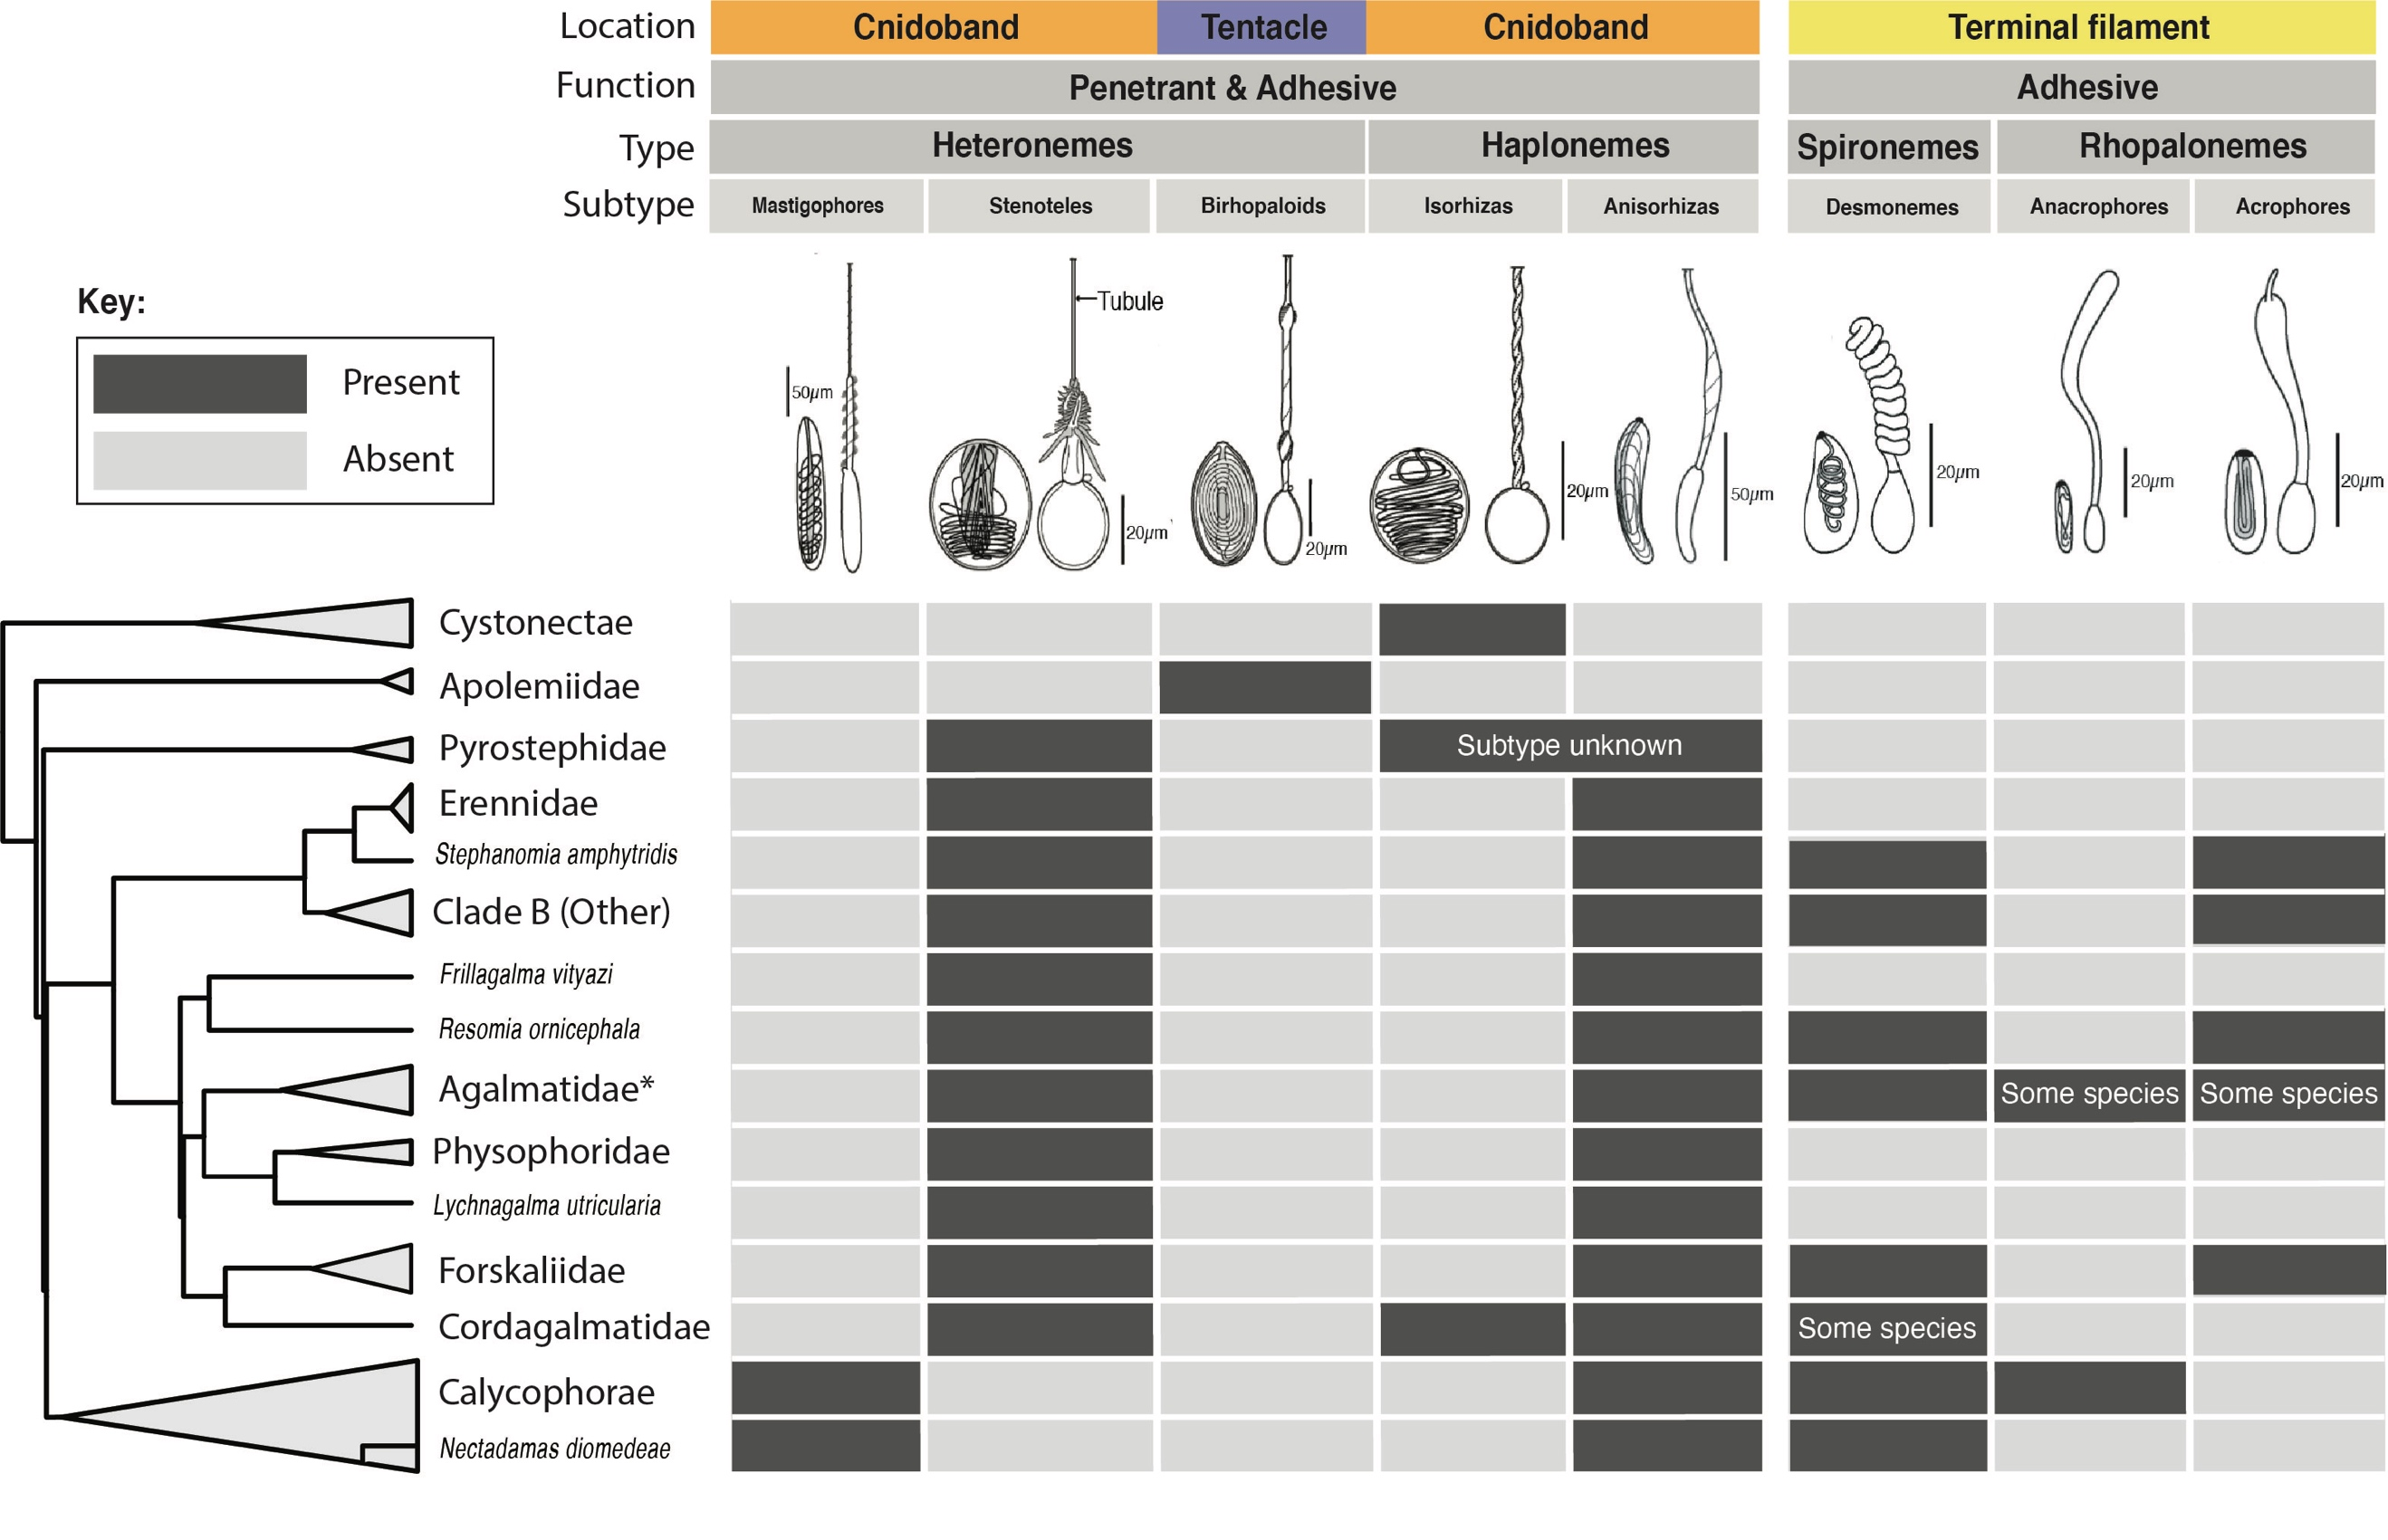 Location Cnidoband Tentacle Cnidoband Terminal filament
Function Penetrant & Adhesive Adhesive
Type Heteronemes Haplonemes Spironemes Rhopalonemes
Subtype Mastigophores Stenoteles Birhopaloids Isorhizas Anisorhizas Desmonemes Anacrophores Acrophores
Key:
Present
Absent
Tubule
50µm
20µm
20µm
20µm
50µm
20µm
20µm
20µm
Cystonectae
Apolemiidae
Pyrostephidae Subtype unknown
Erennidae
Stephanomia amphytridis
Clade B (Other)
Frillagalma vityazi
Resomia ornicephala
Agalmatidae* Some species Some species
Physophoridae
Lychnagalma utricularia
Forskaliidae
Cordagalmatidae Some species
Calycophorae
Nectadamas diomedeae